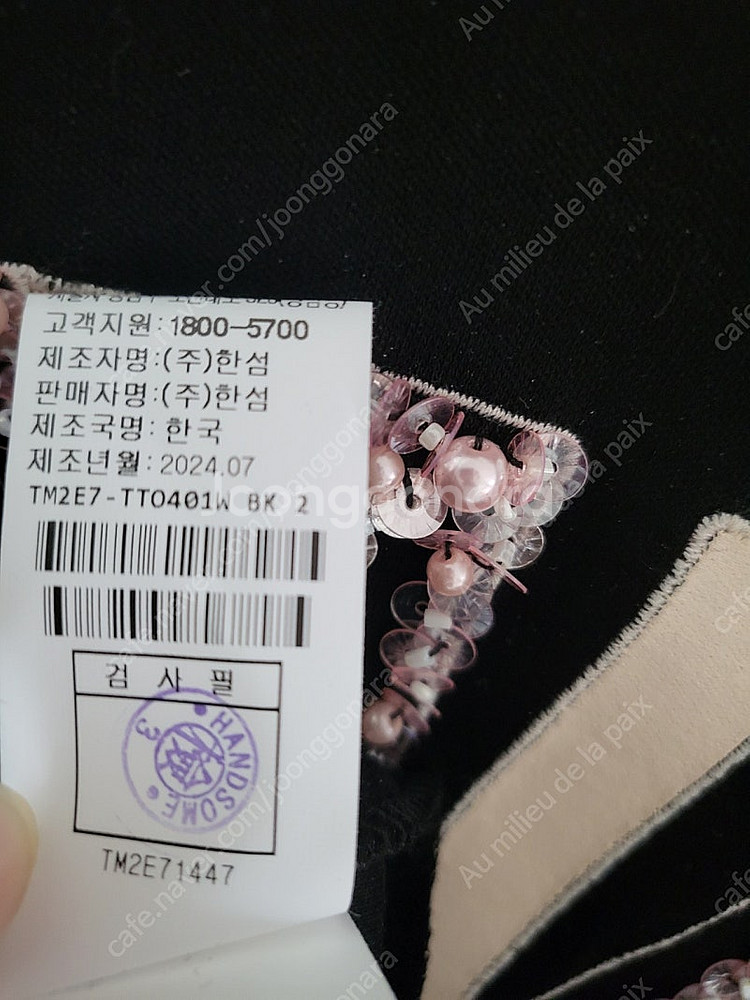 고객지원:1800-5700
제조자명:(주)한섬
판매자명:(주)한섬
제조국명: 한국
제조년월: 2024.07
TM2E7-TTO401W BK 2
검 사 필
HANDSOME
3
TM2E71447
Joonggonara
cafe.naver.com/joonggonara
Au milieu de la paix